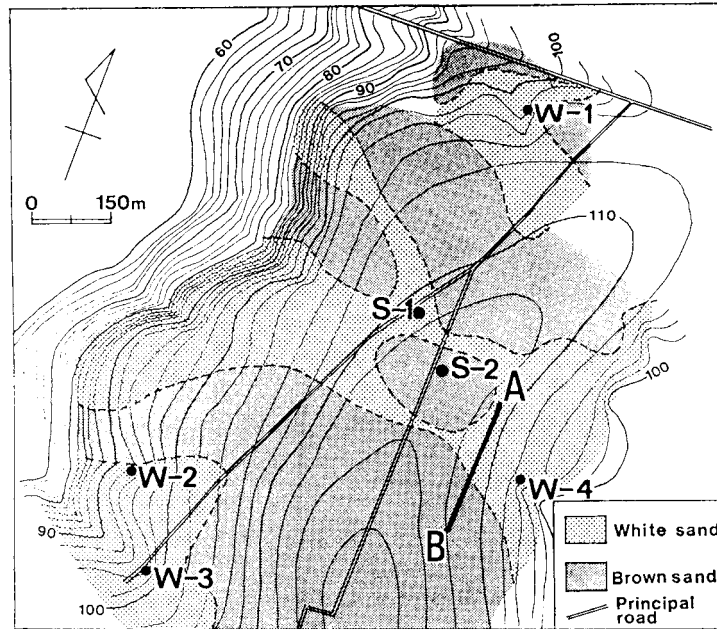 60
70
80
90
100
W-1
0 150m
110
S-1
S-2
A
100
W-2
W-4
B
90
W-3
100
White sand
Brown sand
Principal
road